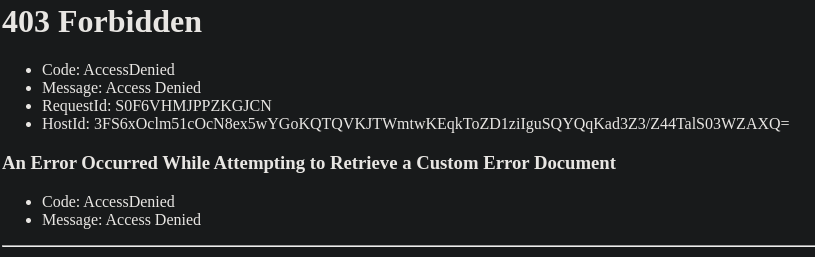 403 Forbidden
Code: AccessDenied
Message: Access Denied
RequestId: S0F6VHMJPPZKGJCN
HostId: 3FS6xOclm51cOcN8ex5wYGoKQTQVKJTWmtwKEqkToZD1ziIguSQYQqKad3Z3/Z44TalS03WZAXQ=
An Error Occurred While Attempting to Retrieve a Custom Error Document
Code: AccessDenied
Message: Access Denied